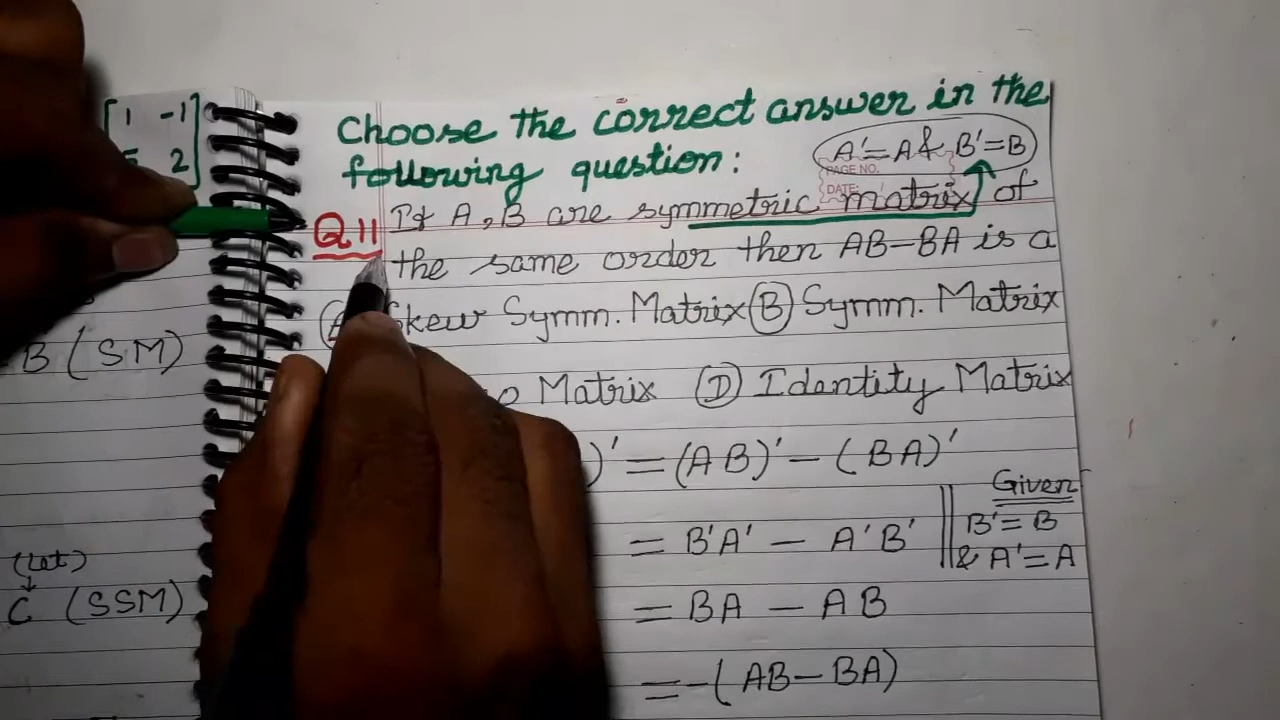 1 -1
2
B (SM)
(Let)
C (SSM)
Choose the correct answer in the
following question:
A'=A & B'=B
PAGE NO.
DATE:
Q11 If A,B are symmetric matrix of
the same order then AB-BA is a
Skew Symm. Matrix (B) Symm. Matrix
Matrix (D) Identity Matrix
)' = (AB)' - (BA)'
Given
= B'A' - A'B'
B'=B
& A'=A
= BA - AB
= -(AB-BA)